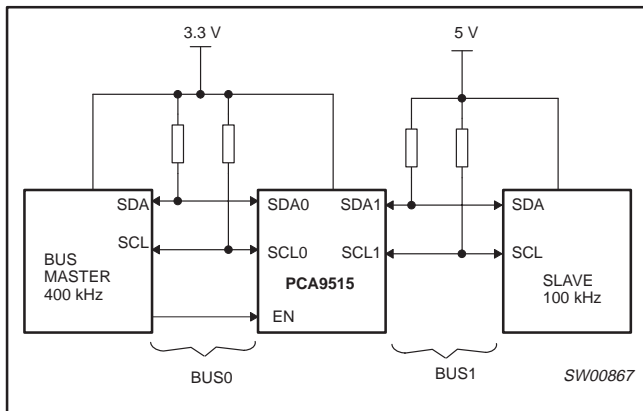 3.3 V
5 V
SDA
SDA0
SDA1
SDA
SCL
SCL0
SCL1
SCL
BUS
MASTER
400 kHz
PCA9515
SLAVE
100 kHz
EN
BUS0
BUS1
SW00867